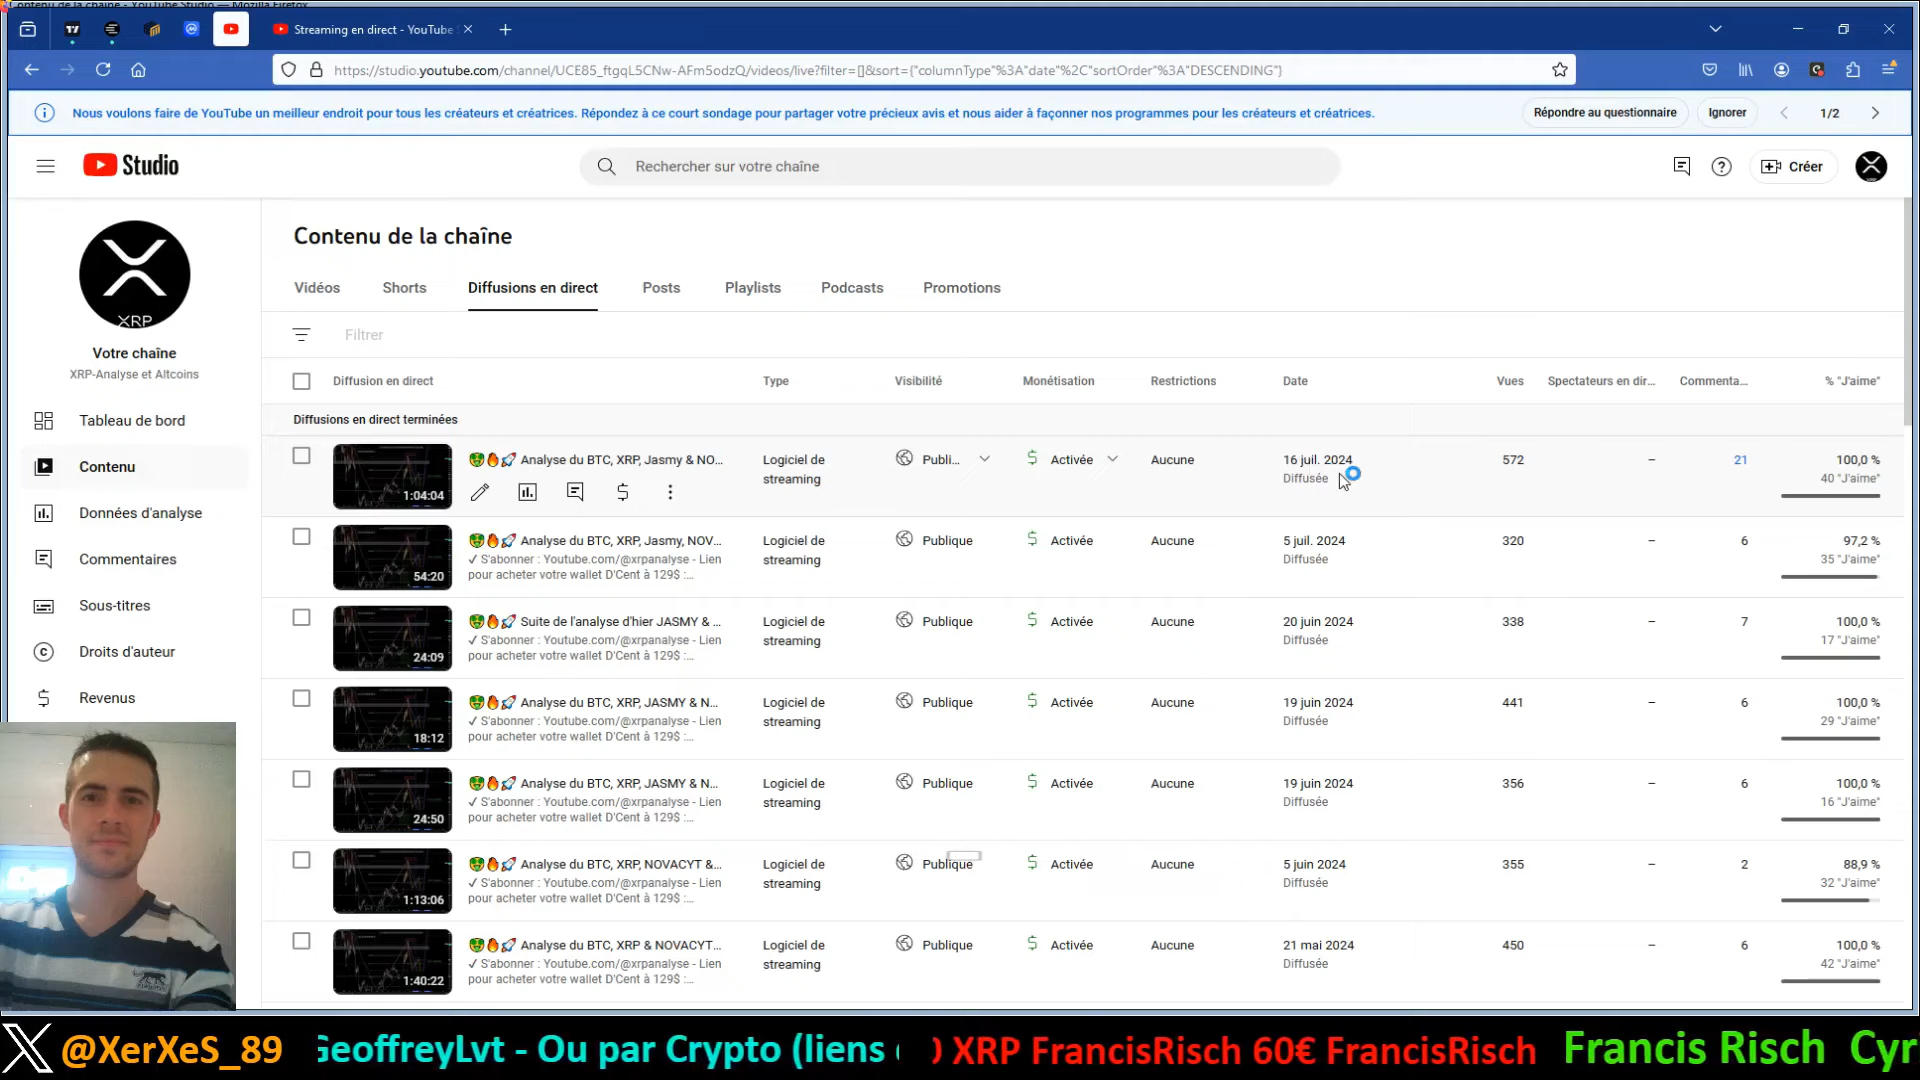 Contenu de la chaîne - YouTube Studio — Mozilla Firefox
Streaming en direct - YouTube
https://studio.youtube.com/channel/UCE85_ftgqL5CNw-AFm5odzQ/videos/live?filter=[]&sort={"columnType"%3A"date"%2C"sortOrder"%3A"DESCENDING"}
Nous voulons faire de YouTube un meilleur endroit pour tous les créateurs et créatrices. Répondez à ce court sondage pour partager votre précieux avis et nous aider à façonner nos programmes pour les créateurs et créatrices.
Répondre au questionnaire
Ignorer
1/2
Studio
Rechercher sur votre chaîne
Créer
XRP
Votre chaîne
XRP-Analyse et Altcoins
Tableau de bord
Contenu
Données d'analyse
Commentaires
Sous-titres
Droits d'auteur
Revenus
Contenu de la chaîne
Vidéos Shorts Diffusions en direct Posts Playlists Podcasts Promotions
Filtrer
Diffusion en direct Type Visibilité Monétisation Restrictions Date Vues Spectateurs en dir... Commenta... % "J'aime"
Diffusions en direct terminées
Analyse du BTC, XRP, Jasmy & NO... Logiciel de Publi... Activée Aucune 16 juil. 2024 572 – 21 100,0 %
1:04:04 streaming Diffusée 40 "J'aime"
Analyse du BTC, XRP, Jasmy, NOV... Logiciel de Publique Activée Aucune 5 juil. 2024 320 – 6 97,2 %
✓ S'abonner : Youtube.com/@xrpanalyse - Lien streaming Diffusée 35 "J'aime"
54:20 pour acheter votre wallet D'Cent à 129$ :...
Suite de l'analyse d'hier JASMY & ... Logiciel de Publique Activée Aucune 20 juin 2024 338 – 7 100,0 %
✓ S'abonner : Youtube.com/@xrpanalyse - Lien streaming Diffusée 17 "J'aime"
24:09 pour acheter votre wallet D'Cent à 129$ :...
Analyse du BTC, XRP, JASMY & N... Logiciel de Publique Activée Aucune 19 juin 2024 441 – 6 100,0 %
✓ S'abonner : Youtube.com/@xrpanalyse - Lien streaming Diffusée 29 "J'aime"
18:12 pour acheter votre wallet D'Cent à 129$ :...
Analyse du BTC, XRP, JASMY & N... Logiciel de Publique Activée Aucune 19 juin 2024 356 – 6 100,0 %
✓ S'abonner : Youtube.com/@xrpanalyse - Lien streaming Diffusée 16 "J'aime"
24:50 pour acheter votre wallet D'Cent à 129$ :...
Analyse du BTC, XRP, NOVACYT &... Logiciel de Publique Activée Aucune 5 juin 2024 355 – 2 88,9 %
✓ S'abonner : Youtube.com/@xrpanalyse - Lien streaming Diffusée 32 "J'aime"
1:13:06 pour acheter votre wallet D'Cent à 129$ :...
Analyse du BTC, XRP & NOVACYT... Logiciel de Publique Activée Aucune 21 mai 2024 450 – 6 100,0 %
✓ S'abonner : Youtube.com/@xrpanalyse - Lien streaming Diffusée 42 "J'aime"
1:40:22 pour acheter votre wallet D'Cent à 129$ :...
@XerXeS_89 GeoffreyLvt - Ou par Crypto (liens XRP FrancisRisch 60€ FrancisRisch Francis Risch Cyr